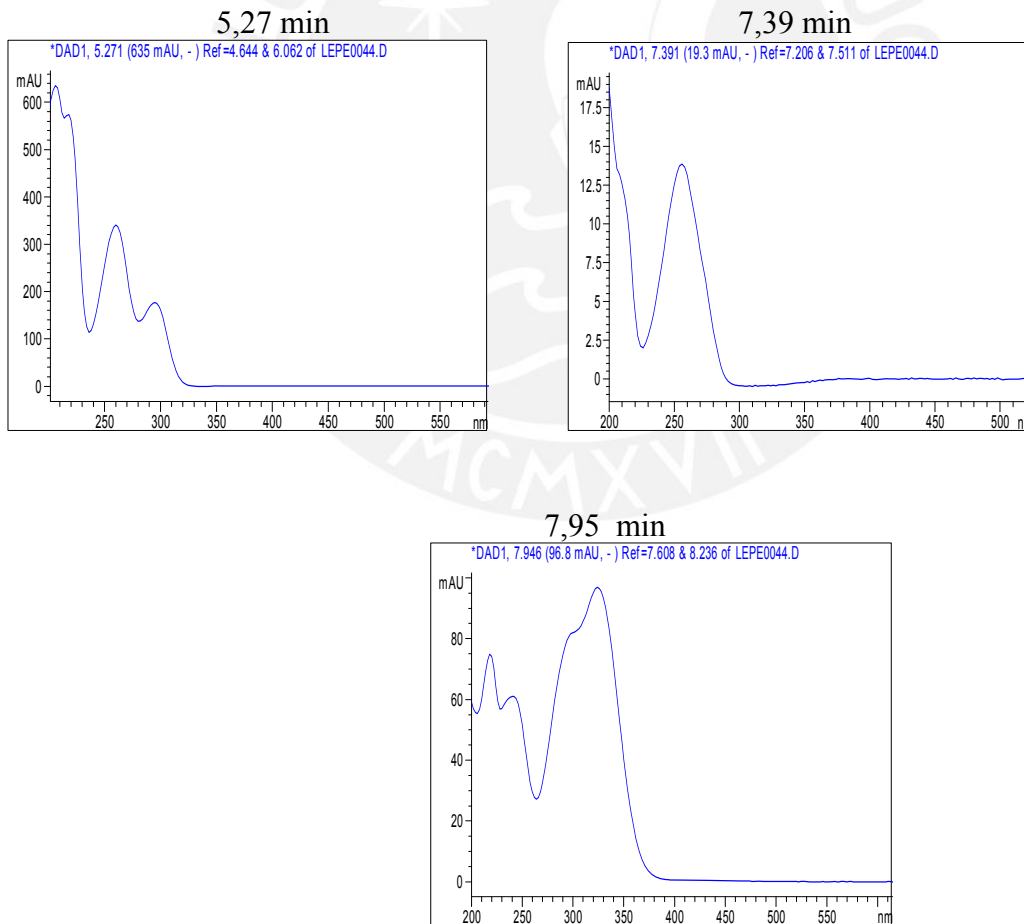 5,27 min
7,39 min
*DAD1, 5.271 (635 mAU, - ) Ref=4.644 & 6.062 of LEPE0044.D
*DAD1, 7.391 (19.3 mAU, - ) Ref=7.206 & 7.511 of LEPE0044.D
mAU
600
500
400
300
200
100
0
250 300 350 400 450 500 550 nm
mAU
17.5
15
12.5
10
7.5
5
2.5
0
200 250 300 350 400 450 500
MCMXVII
7,95 min
*DAD1, 7.946 (96.8 mAU, - ) Ref=7.608 & 8.236 of LEPE0044.D
mAU
80
60
40
20
0
200 250 300 350 400 450 500 550 nm